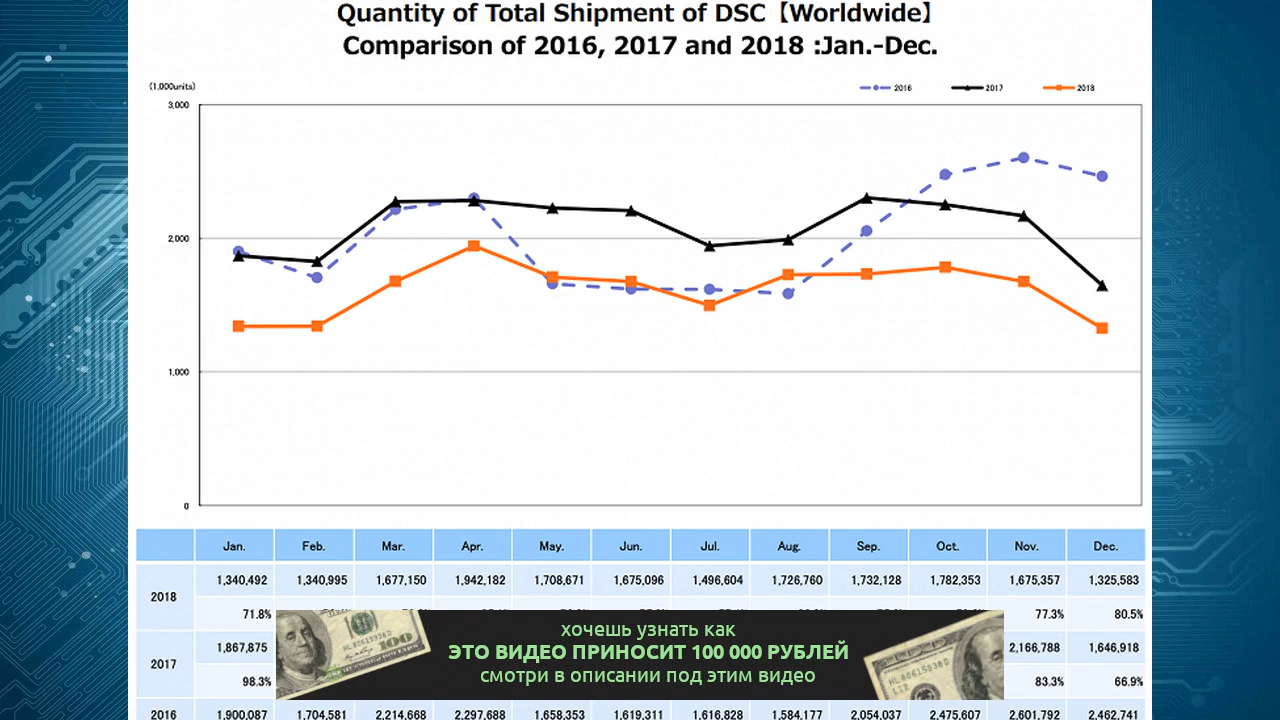 Quantity of Total Shipment of DSC【Worldwide】
Comparison of 2016, 2017 and 2018 :Jan.-Dec.
(1,000units)
2016 2017 2018
3,000
2,000
1,000
0
Jan. Feb. Mar. Apr. May. Jun. Jul. Aug. Sep. Oct. Nov. Dec.
2018
1,340,492 1,340,995 1,677,150 1,942,182 1,708,671 1,675,096 1,496,604 1,726,760 1,732,128 1,782,353 1,675,357 1,325,583
71.8% 77.3% 80.5%
2017
1,867,875 2,166,788 1,646,918
98.3% 83.3% 66.9%
хочешь узнать как
ЭТО ВИДЕО ПРИНОСИТ 100 000 РУБЛЕЙ
смотри в описании под этим видео
2016 1,900,087 1,704,581 2,214,668 2,297,688 1,658,353 1,619,311 1,616,828 1,584,177 2,054,037 2,475,607 2,601,792 2,462,741